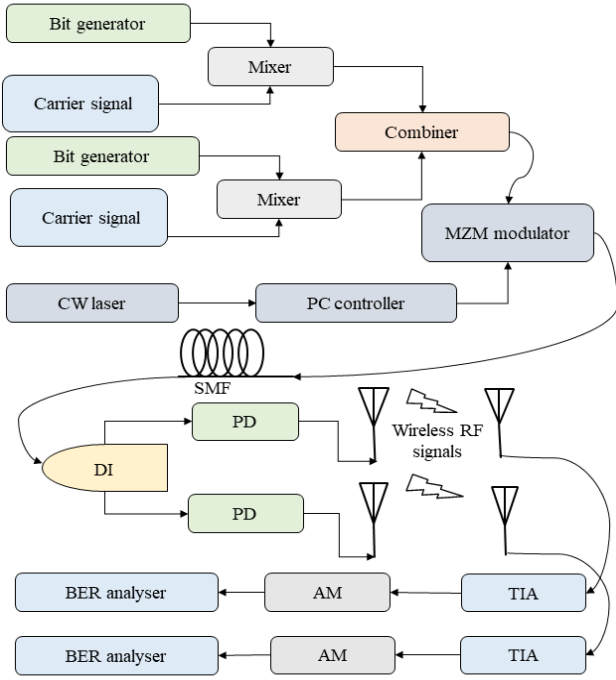 Bit generator
Mixer
Carrier signal
Combiner
Bit generator
Mixer
Carrier signal
MZM modulator
CW laser
PC controller
SMF
PD
Wireless RF
signals
DI
PD
BER analyser
AM
TIA
BER analyser
AM
TIA